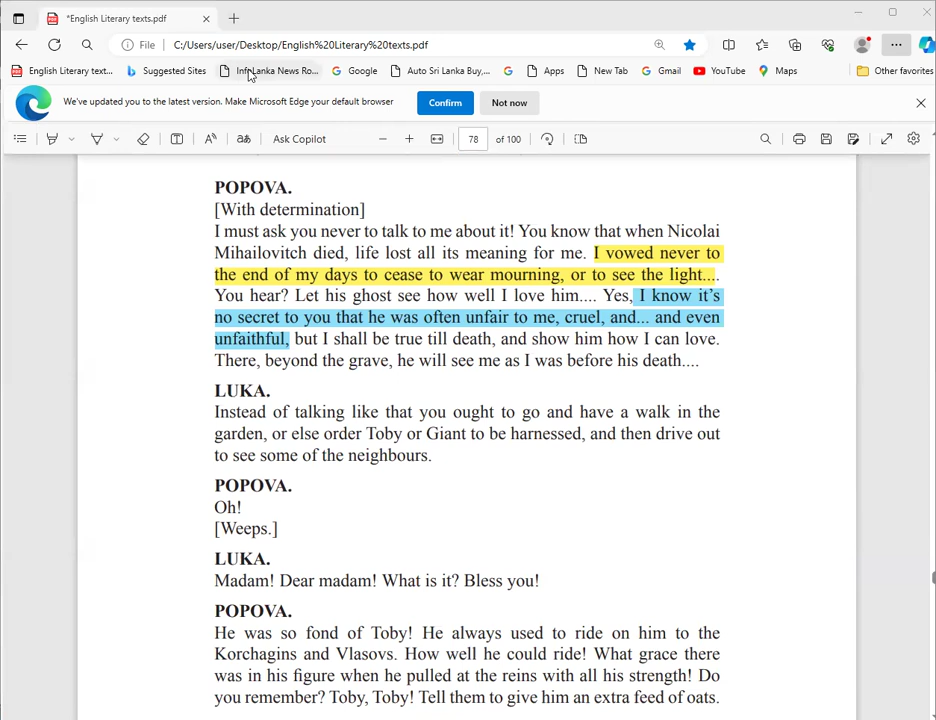 *English Literary texts.pdf
File C:/Users/user/Desktop/English%20Literary%20texts.pdf
English Literary text... Suggested Sites InfoLanka News Ro... Google Auto Sri Lanka Buy,... Apps New Tab Gmail YouTube Maps Other favorites
We've updated you to the latest version. Make Microsoft Edge your default browser Confirm Not now
Ask Copilot 78 of 100
POPOVA.
[With determination]
I must ask you never to talk to me about it! You know that when Nicolai
Mihailovitch died, life lost all its meaning for me. I vowed never to
the end of my days to cease to wear mourning, or to see the light....
You hear? Let his ghost see how well I love him.... Yes, I know it's
no secret to you that he was often unfair to me, cruel, and... and even
unfaithful, but I shall be true till death, and show him how I can love.
There, beyond the grave, he will see me as I was before his death....
LUKA.
Instead of talking like that you ought to go and have a walk in the
garden, or else order Toby or Giant to be harnessed, and then drive out
to see some of the neighbours.
POPOVA.
Oh!
[Weeps.]
LUKA.
Madam! Dear madam! What is it? Bless you!
POPOVA.
He was so fond of Toby! He always used to ride on him to the
Korchagins and Vlasovs. How well he could ride! What grace there
was in his figure when he pulled at the reins with all his strength! Do
you remember? Toby, Toby! Tell them to give him an extra feed of oats.